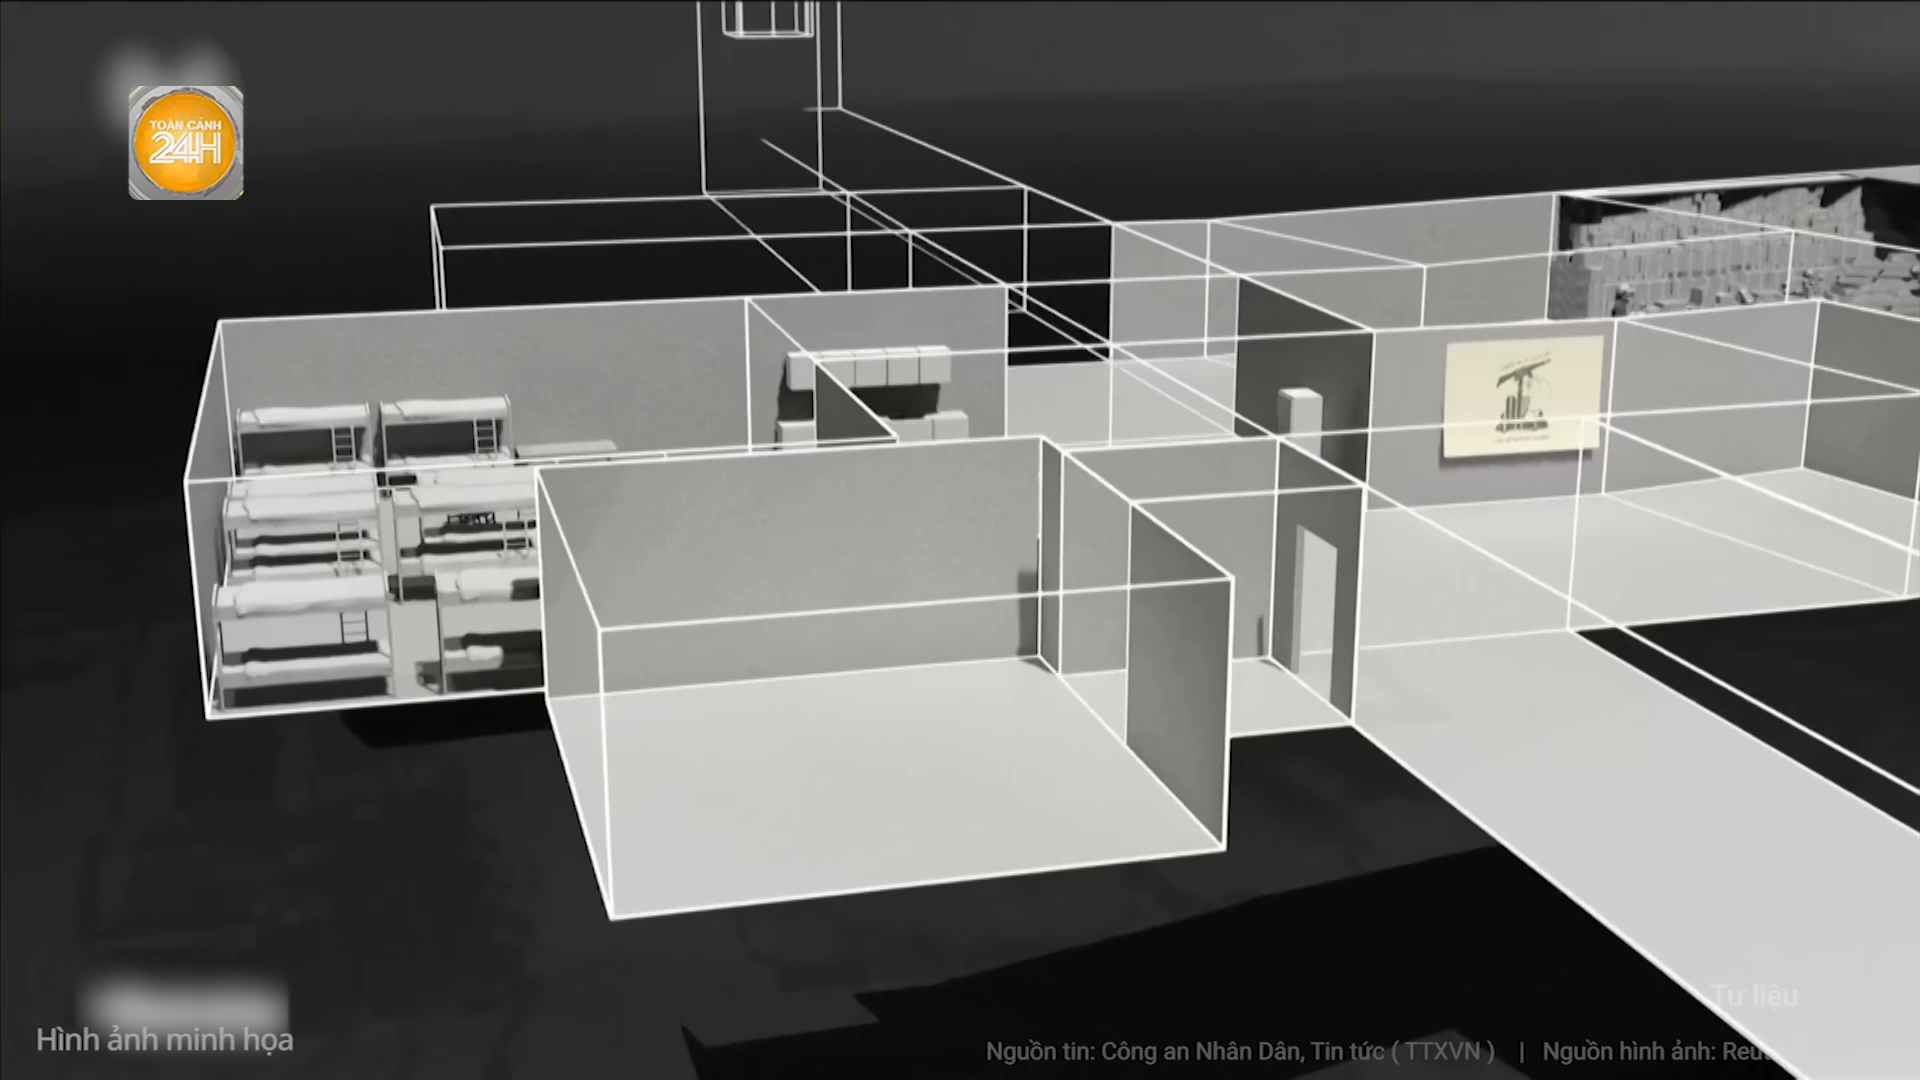 TOÀN CẢNH
24H
Tư liệu
Hình ảnh minh họa
Nguồn tin: Công an Nhân Dân, Tin tức ( TTXVN ) | Nguồn hình ảnh: